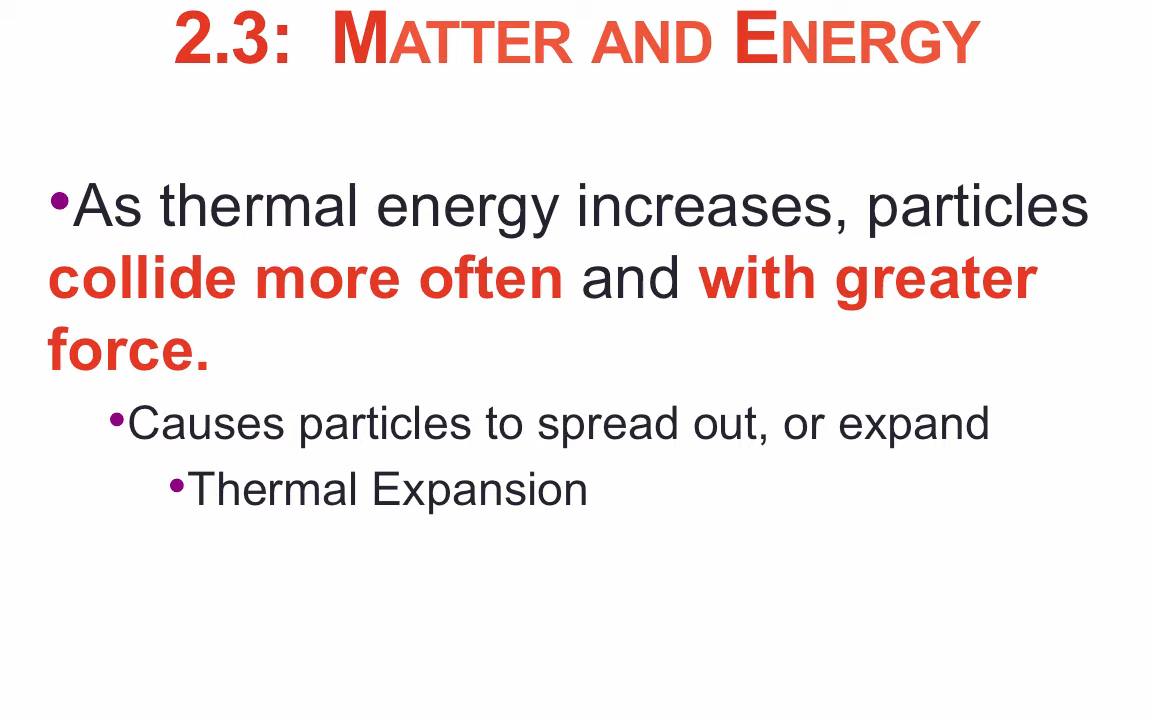 2.3: MATTER AND ENERGY
•As thermal energy increases, particles
collide more often and with greater
force.
•Causes particles to spread out, or expand
•Thermal Expansion